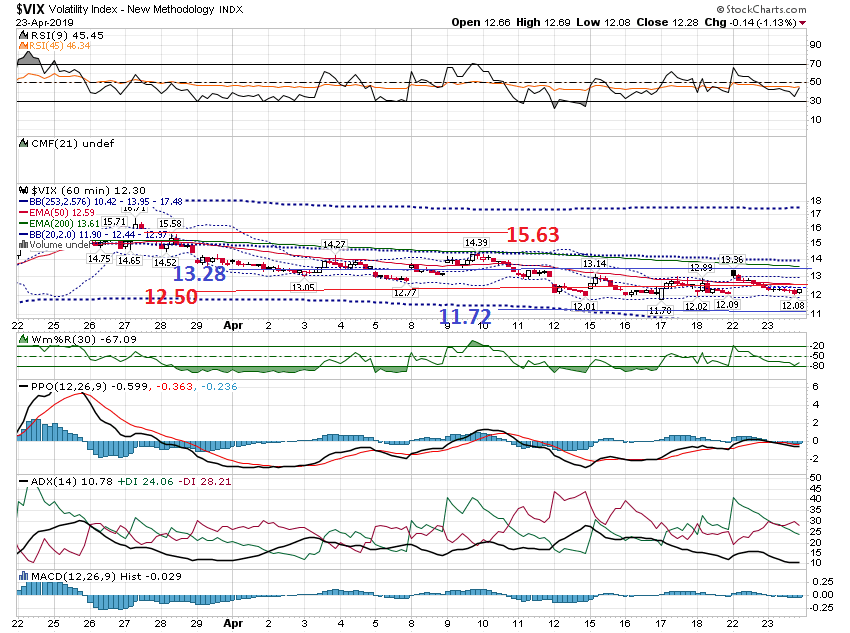 $VIX Volatility Index - New Methodology INDX
© StockCharts.com
23-Apr-2019
Open 12.66 High 12.69 Low 12.08 Close 12.28 Chg -0.14 (-1.13%)
RSI(9) 45.45
RSI(45) 46.34
90
70
50
30
10
CMF(21) undef
$VIX (60 min) 12.30
BB(253,2.576) 10.42 - 13.95 - 17.48
EMA(50) 12.59
EMA(200) 13.61
BB(20,2.0) 11.90 - 12.44 - 12.97
Volume undef
18
17
16
15
14
13
12
11
16.71
15.71
15.58
14.75
14.65
14.52
14.27
13.05
12.77
14.39
13.14
12.01
11.70
12.89
12.02
13.36
12.09
12.08
15.63
13.28
12.50
11.72
22 25 26 27 28 29 Apr 2 3 4 5 8 9 10 11 12 15 16 17 18 22 23
Wm%R(30) -67.09
-20
-50
-80
PPO(12,26,9) -0.599, -0.363, -0.236
6
4
2
0
-2
ADX(14) 10.78 +DI 24.06 -DI 28.21
50
45
40
35
30
25
20
15
10
MACD(12,26,9) Hist -0.029
0.25
0.00
-0.25
22 25 26 27 28 29 Apr 2 3 4 5 8 9 10 11 12 15 16 17 18 22 23